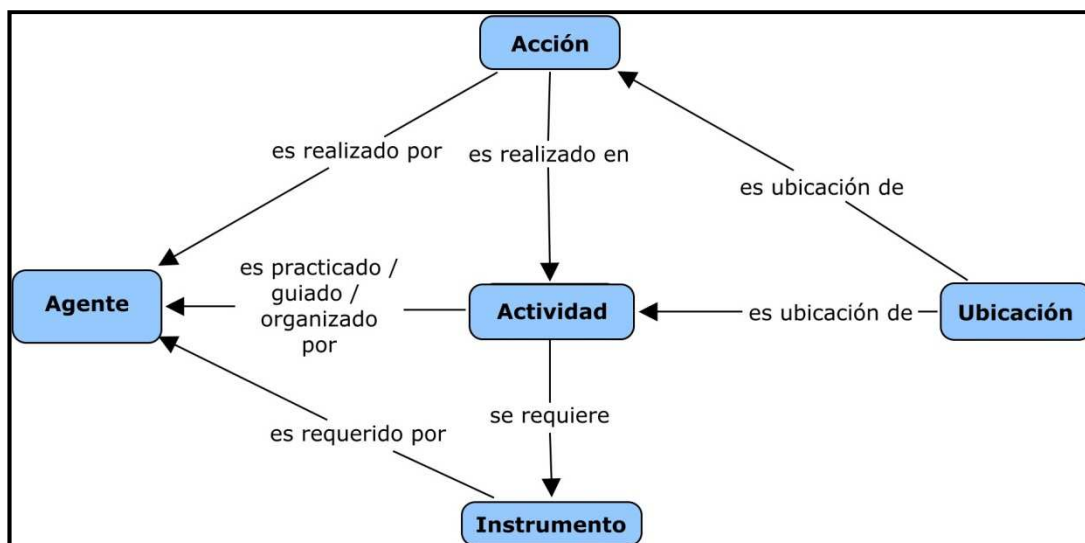 Acción
es realizado por
es realizado en
es ubicación de
es practicado /
guiado /
organizado
por
Agente
Actividad
es ubicación de
Ubicación
se requiere
es requerido por
Instrumento